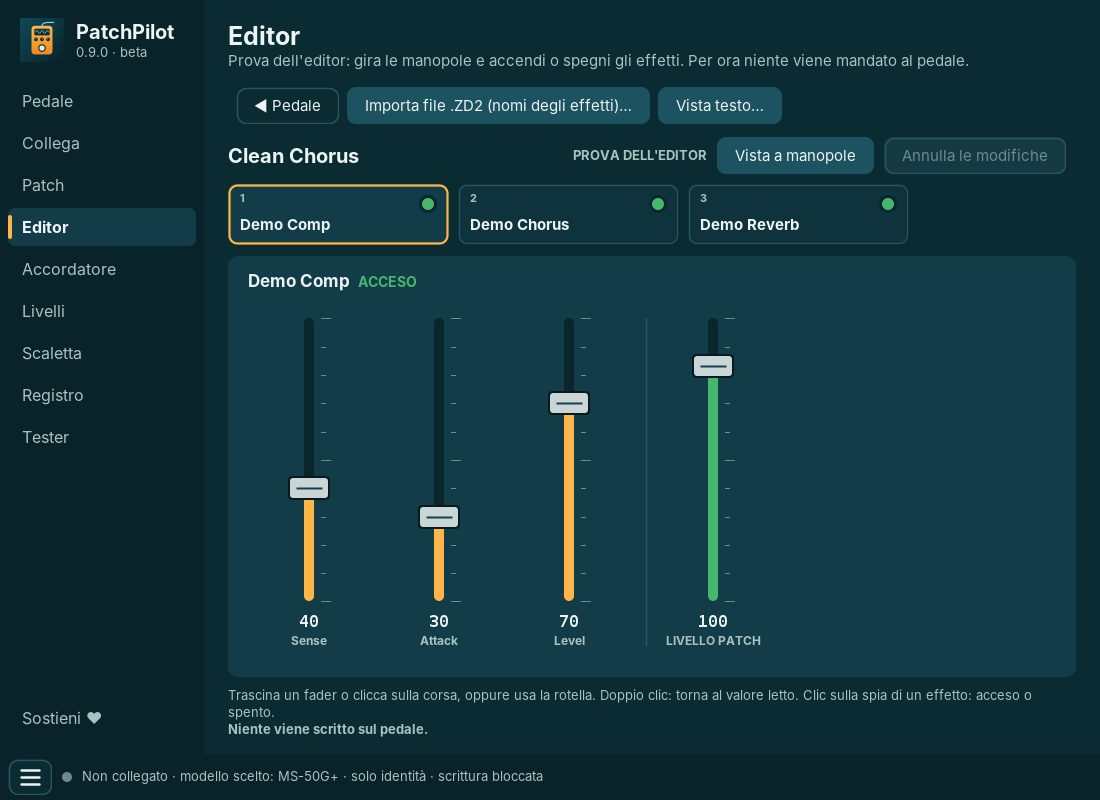 PatchPilot
0.9.0 · beta
Pedale
Collega
Patch
Editor
Accordatore
Livelli
Scaletta
Registro
Tester
Sostieni ♥
Editor
Prova dell'editor: gira le manopole e accendi o spegni gli effetti. Per ora niente viene mandato al pedale.
◀ Pedale
Importa file .ZD2 (nomi degli effetti)...
Vista testo...
Clean Chorus
PROVA DELL'EDITOR
Vista a manopole
Annulla le modifiche
1
Demo Comp
2
Demo Chorus
3
Demo Reverb
Demo Comp ACCESO
40
Sense
30
Attack
70
Level
100
LIVELLO PATCH
Trascina un fader o clicca sulla corsa, oppure usa la rotella. Doppio clic: torna al valore letto. Clic sulla spia di un effetto: acceso o
spento.
Niente viene scritto sul pedale.
Non collegato · modello scelto: MS-50G+ · solo identità · scrittura bloccata